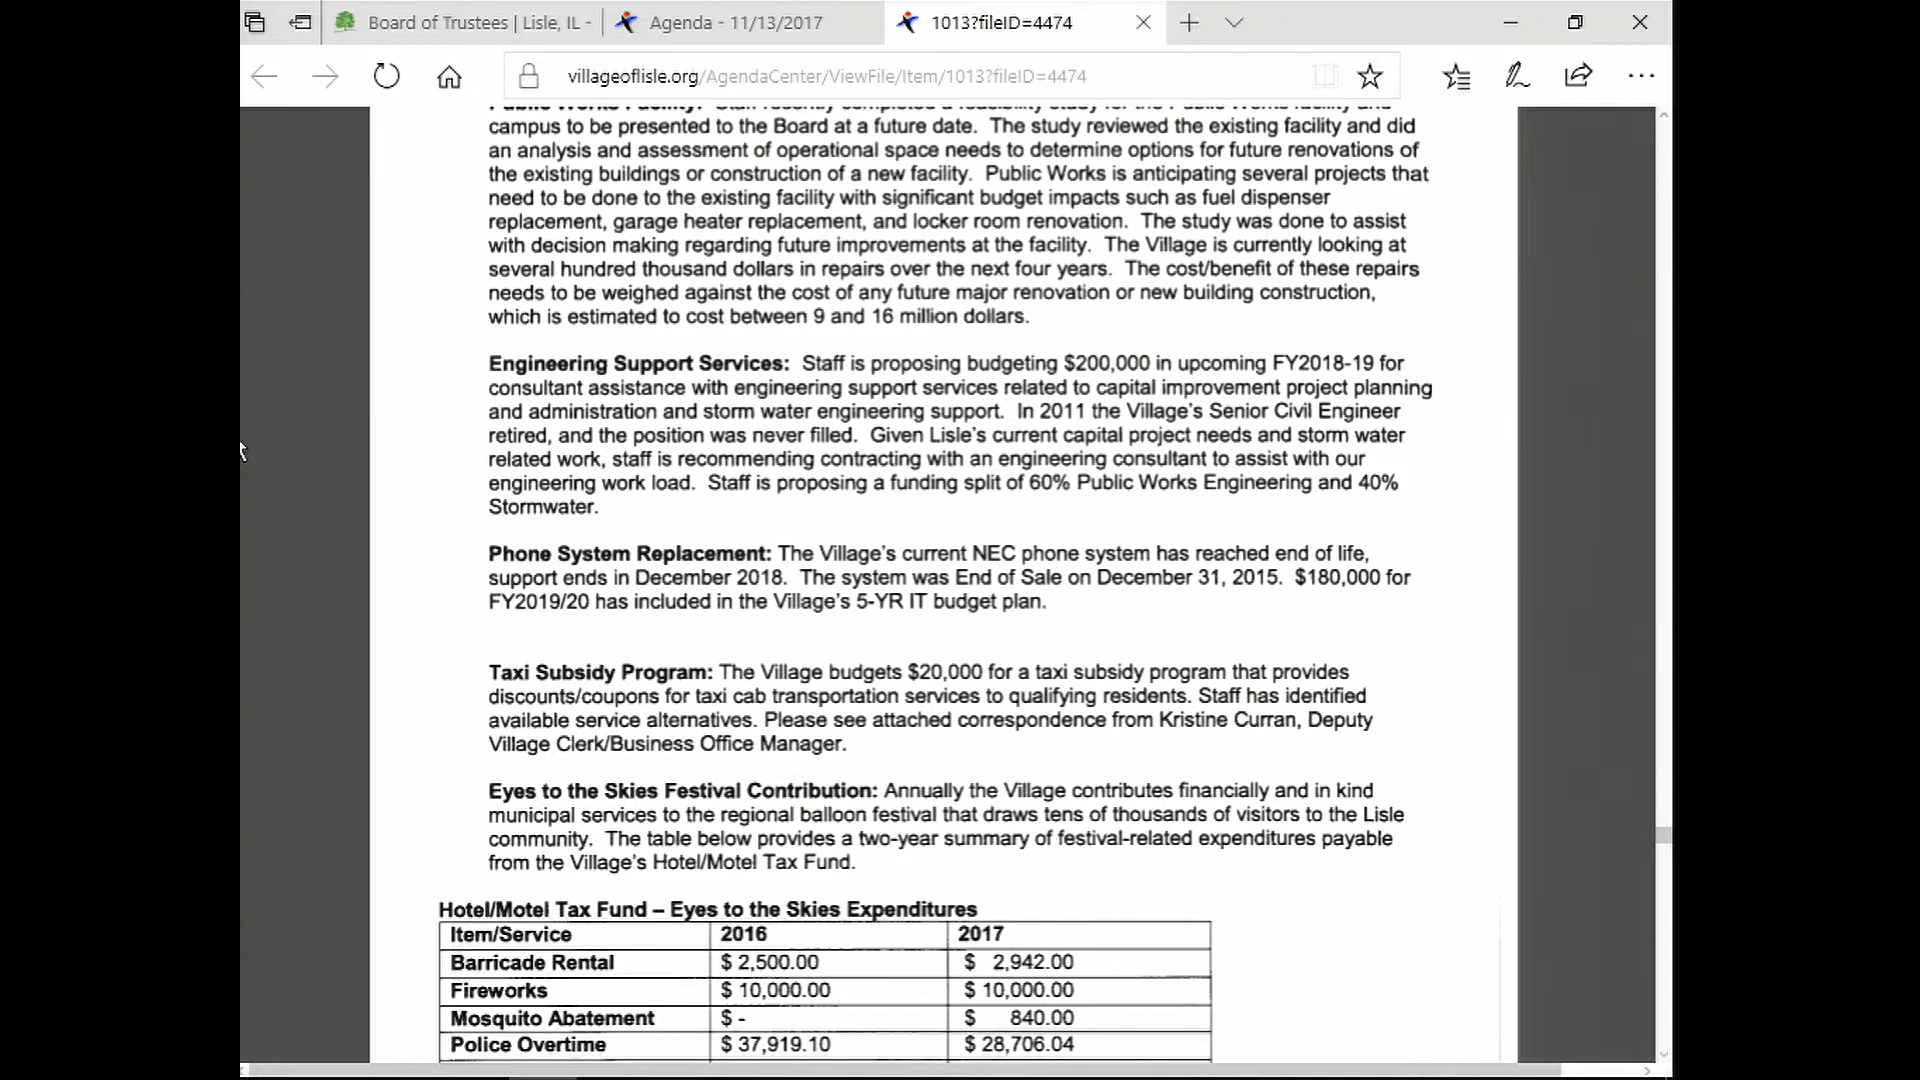 Board of Trustees | Lisle, IL -
Agenda - 11/13/2017
1013?fileID=4474
villageoflisle.org/AgendaCenter/ViewFile/Item/1013?fileID=4474
Public Works Facility: Staff recently completed a feasibility study for the Public Works facility and
campus to be presented to the Board at a future date. The study reviewed the existing facility and did
an analysis and assessment of operational space needs to determine options for future renovations of
the existing buildings or construction of a new facility. Public Works is anticipating several projects that
need to be done to the existing facility with significant budget impacts such as fuel dispenser
replacement, garage heater replacement, and locker room renovation. The study was done to assist
with decision making regarding future improvements at the facility. The Village is currently looking at
several hundred thousand dollars in repairs over the next four years. The cost/benefit of these repairs
needs to be weighed against the cost of any future major renovation or new building construction,
which is estimated to cost between 9 and 16 million dollars.
Engineering Support Services: Staff is proposing budgeting $200,000 in upcoming FY2018-19 for
consultant assistance with engineering support services related to capital improvement project planning
and administration and storm water engineering support. In 2011 the Village's Senior Civil Engineer
retired, and the position was never filled. Given Lisle's current capital project needs and storm water
related work, staff is recommending contracting with an engineering consultant to assist with our
engineering work load. Staff is proposing a funding split of 60% Public Works Engineering and 40%
Stormwater.
Phone System Replacement: The Village's current NEC phone system has reached end of life,
support ends in December 2018. The system was End of Sale on December 31, 2015. $180,000 for
FY2019/20 has included in the Village's 5-YR IT budget plan.
Taxi Subsidy Program: The Village budgets $20,000 for a taxi subsidy program that provides
discounts/coupons for taxi cab transportation services to qualifying residents. Staff has identified
available service alternatives. Please see attached correspondence from Kristine Curran, Deputy
Village Clerk/Business Office Manager.
Eyes to the Skies Festival Contribution: Annually the Village contributes financially and in kind
municipal services to the regional balloon festival that draws tens of thousands of visitors to the Lisle
community. The table below provides a two-year summary of festival-related expenditures payable
from the Village's Hotel/Motel Tax Fund.
Hotel/Motel Tax Fund – Eyes to the Skies Expenditures
Item/Service 2016 2017
Barricade Rental $ 2,500.00 $ 2,942.00
Fireworks $ 10,000.00 $ 10,000.00
Mosquito Abatement $ - $ 840.00
Police Overtime $ 37,919.10 $ 28,706.04